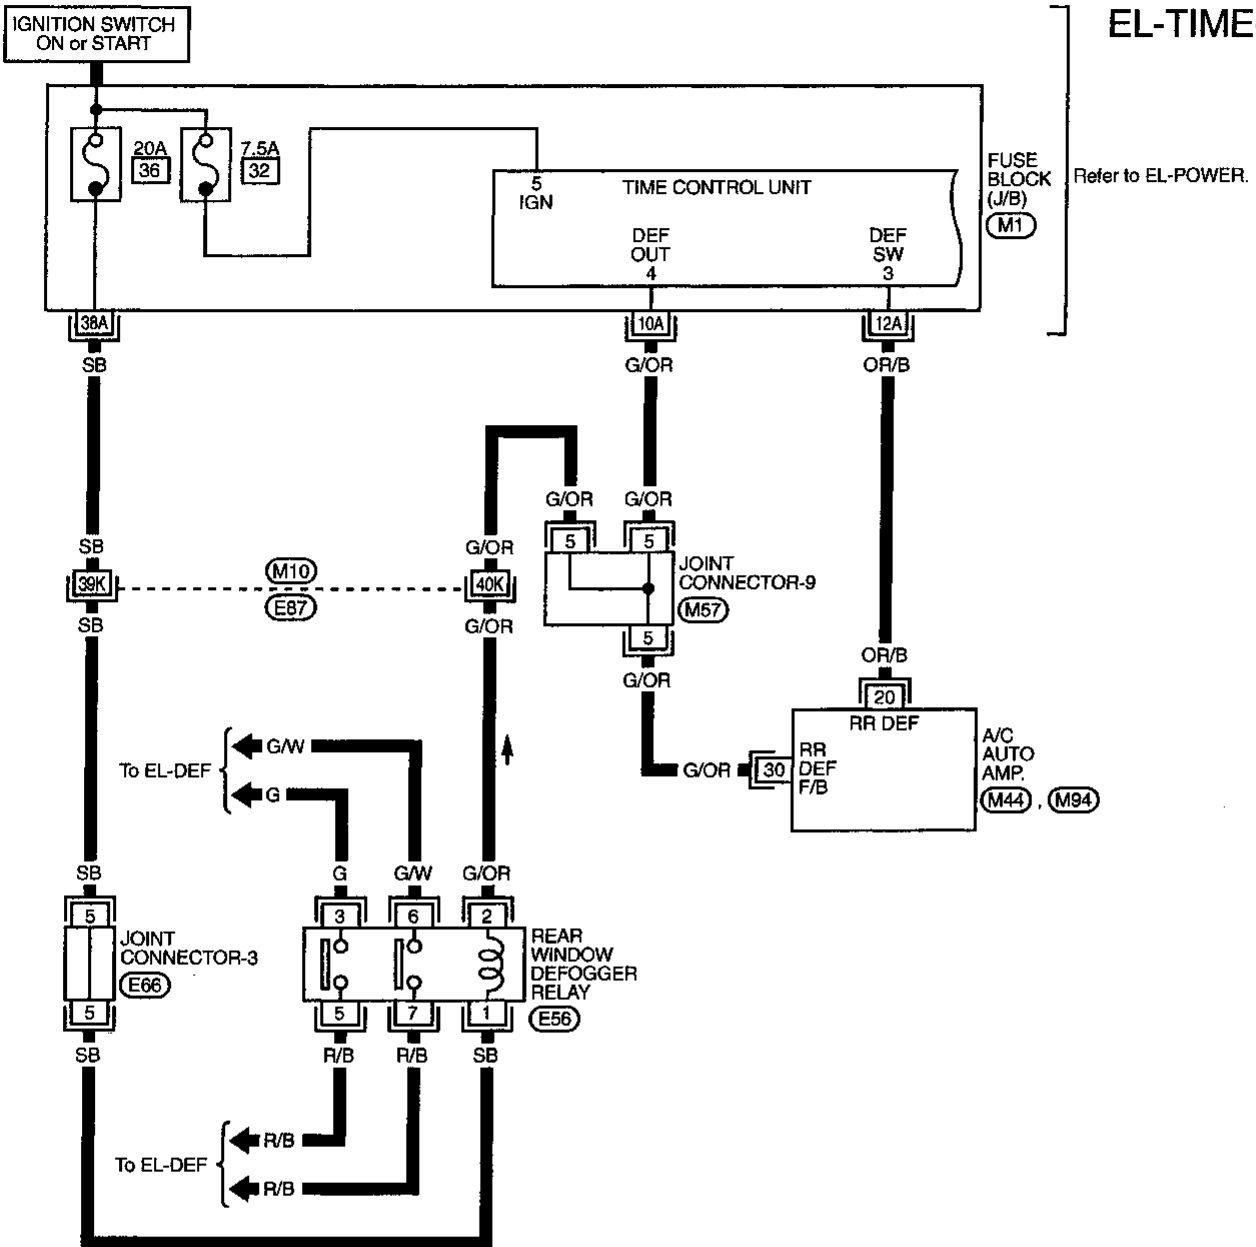 IGNITION SWITCH
ON or START
EL-TIME
20A
36
7.5A
32
5
IGN
TIME CONTROL UNIT
DEF
OUT
4
DEF
SW
3
FUSE
BLOCK
(J/B)
M1
Refer to EL-POWER.
38A
10A
12A
SB
G/OR
OR/B
G/OR
G/OR
SB
G/OR
5
5
JOINT
CONNECTOR-9
M57
39K
M10
E87
40K
SB
G/OR
5
G/OR
OR/B
20
RR DEF
To EL-DEF
G/W
G
G/OR
30
RR
DEF
F/B
A/C
AUTO
AMP.
M44 , M94
SB
G
G/W
G/OR
5
3
6
2
JOINT
CONNECTOR-3
E66
REAR
WINDOW
DEFOGGER
RELAY
E56
5
5
7
1
SB
R/B
R/B
SB
To EL-DEF
R/B
R/B